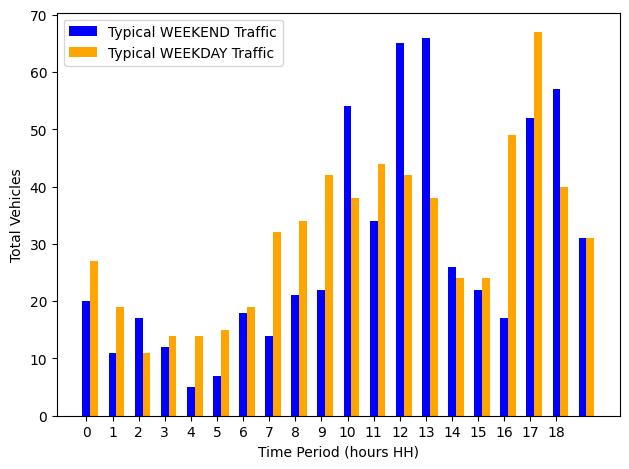 Typical WEEKEND Traffic
Typical WEEKDAY Traffic
Total Vehicles
70
60
50
40
30
20
10
0
0 1 2 3 4 5 6 7 8 9 10 11 12 13 14 15 16 17 18
Time Period (hours HH)